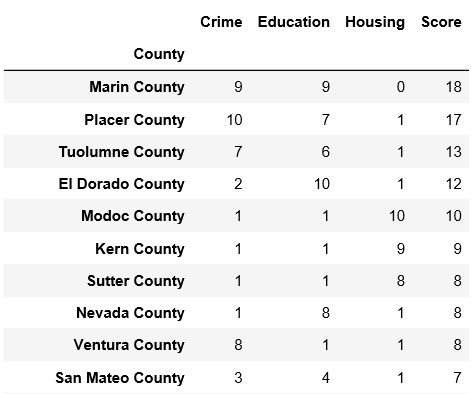 Crime Education Housing Score
County
Marin County 9 9 0 18
Placer County 10 7 1 17
Tuolumne County 7 6 1 13
El Dorado County 2 10 1 12
Modoc County 1 1 10 10
Kern County 1 1 9 9
Sutter County 1 1 8 8
Nevada County 1 8 1 8
Ventura County 8 1 1 8
San Mateo County 3 4 1 7